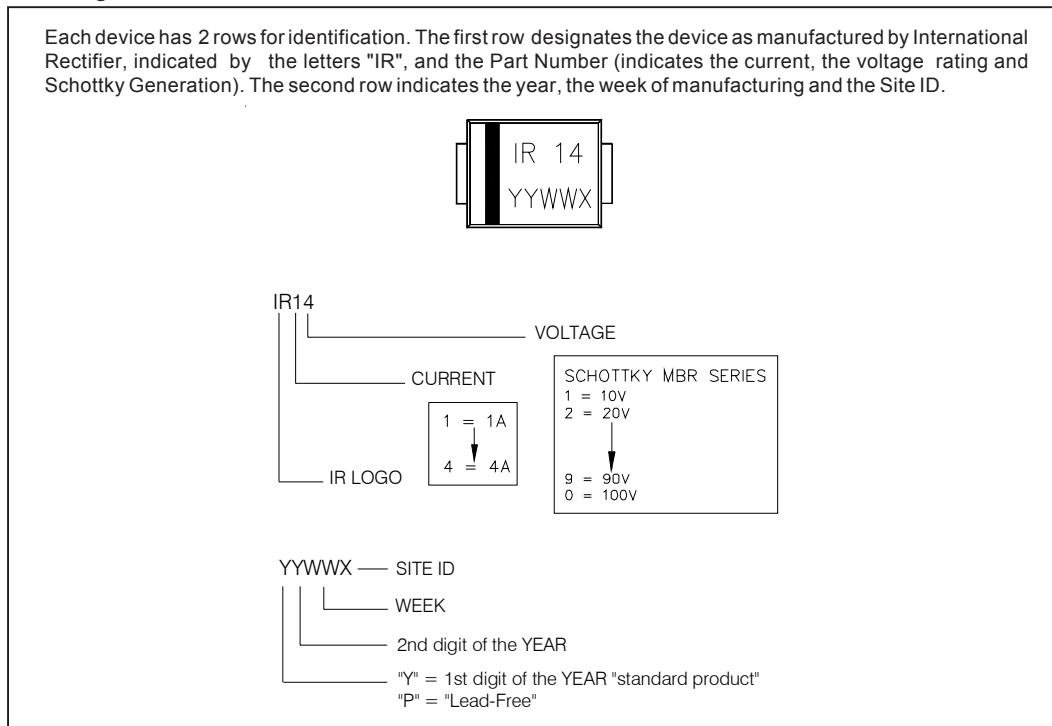 Each device has 2 rows for identification. The first row designates the device as manufactured by International
Rectifier, indicated by the letters "IR", and the Part Number (indicates the current, the voltage rating and
Schottky Generation). The second row indicates the year, the week of manufacturing and the Site ID.
IR 14
YYWWX
IR14
VOLTAGE
CURRENT
1 = 1A
4 = 4A
IR LOGO
SCHOTTKY MBR SERIES
1 = 10V
2 = 20V
9 = 90V
0 = 100V
YYWWX
SITE ID
WEEK
2nd digit of the YEAR
"Y" = 1st digit of the YEAR "standard product"
"P" = "Lead-Free"